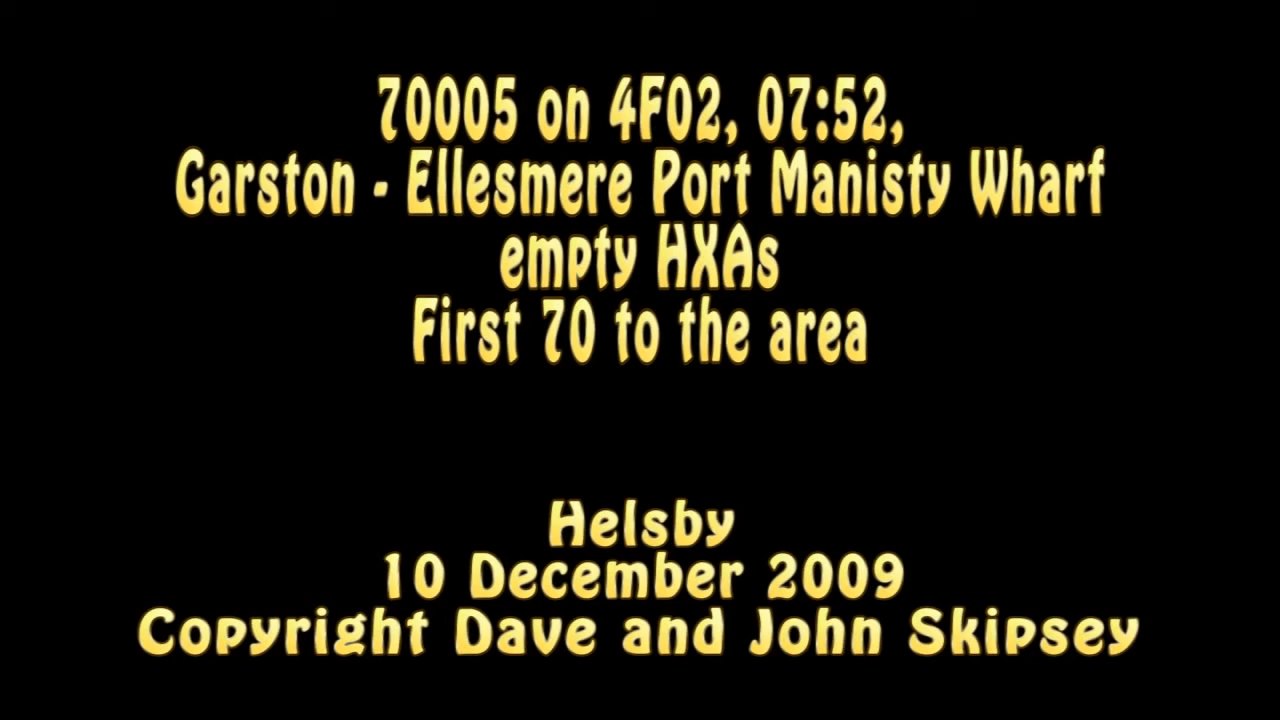 70005 on 4F02, 07:52,
Garston - Ellesmere Port Manisty Wharf
empty HXAs
First 70 to the area
Helsby
10 December 2009
Copyright Dave and John Skipsey